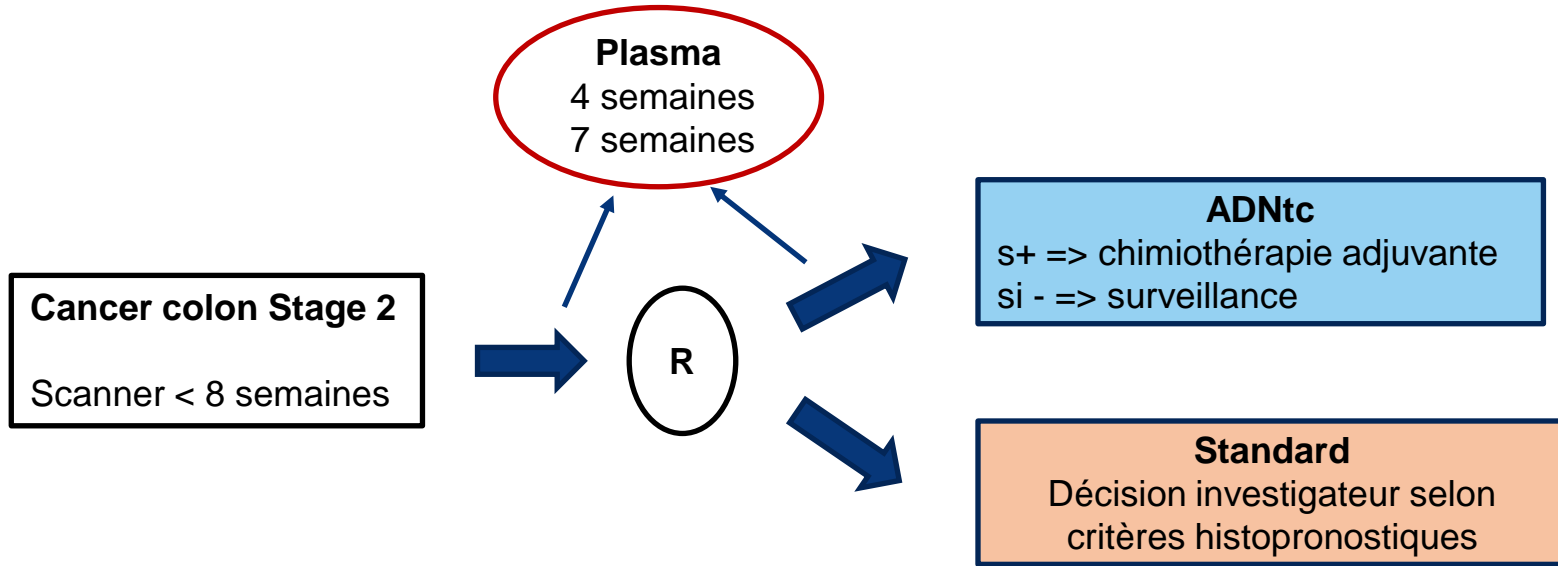 Plasma
4 semaines
7 semaines
Cancer colon Stage 2
Scanner < 8 semaines
R
ADNtc
s+ => chimiothérapie adjuvante
si - => surveillance
Standard
Décision investigateur selon
critères histopronostiques